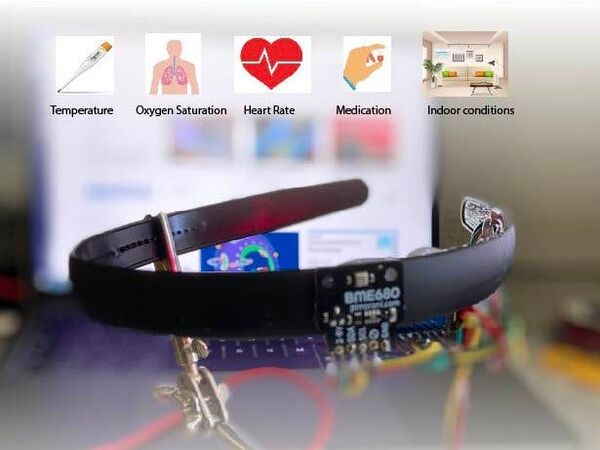 Temperature
Oxygen Saturation
Heart Rate
Medication
Indoor conditions
BME680
pimoroni.com